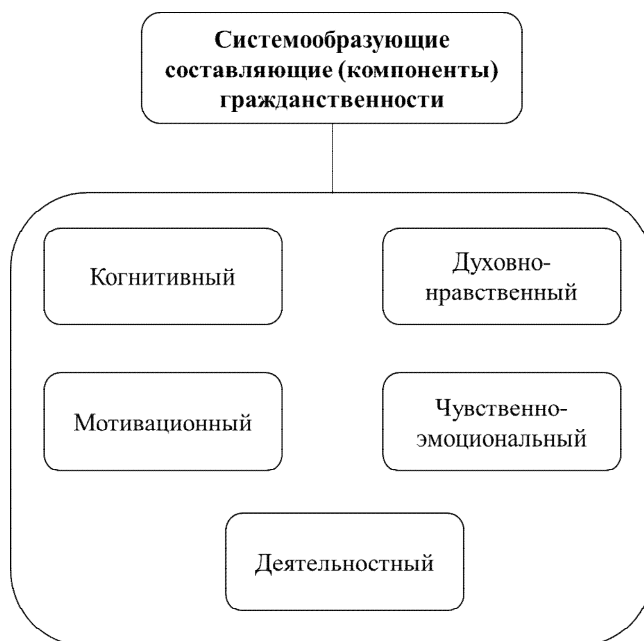 Системообразующие
составляющие (компоненты)
гражданственности
Когнитивный
Духовно-
нравственный
Мотивационный
Чувственно-
эмоциональный
Деятельностный